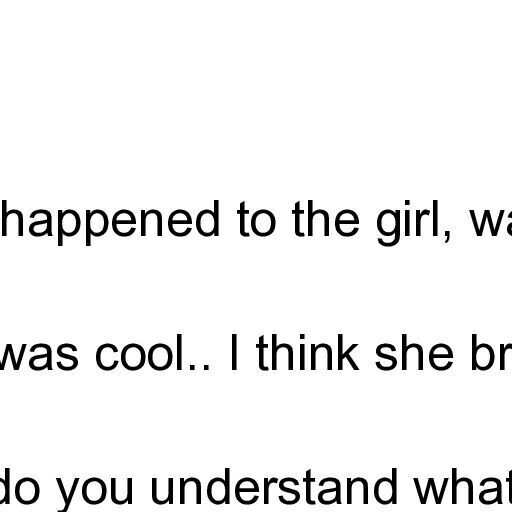 happened to the girl, wa
was cool.. I think she br
do you understand what